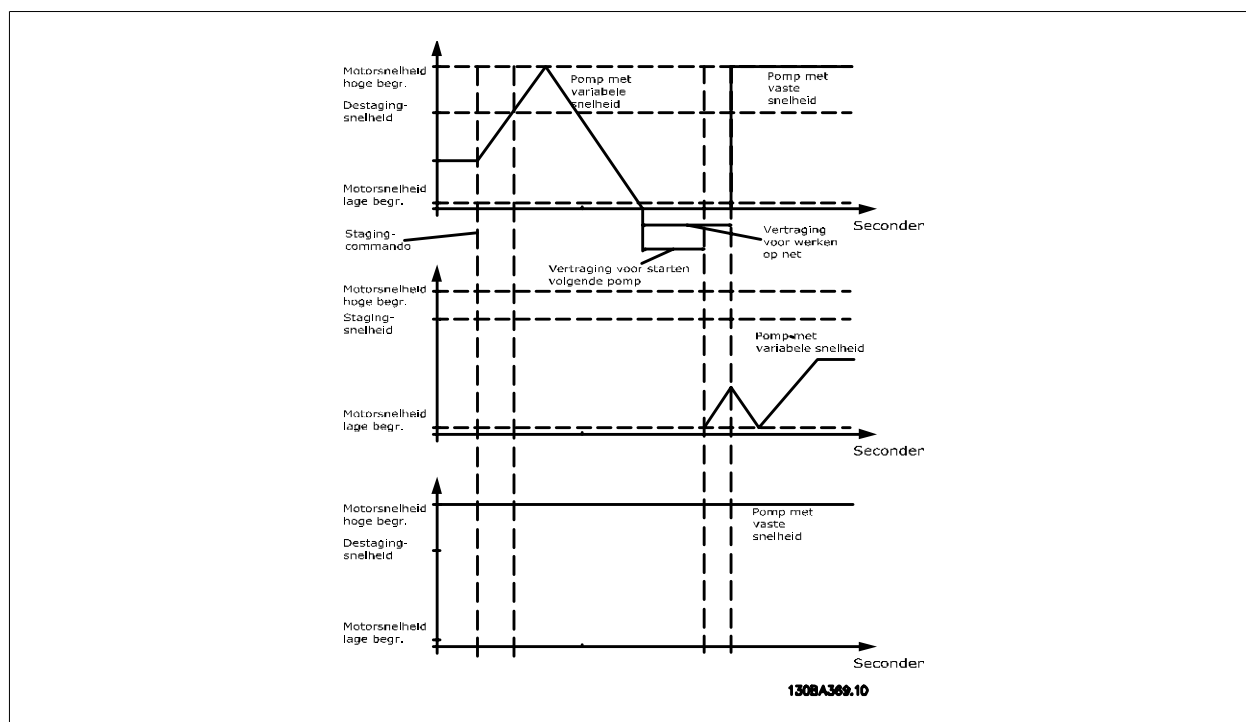 Motorsnelheid
hoge begr.
Pomp met
variabele
snelheid
Pomp met
vaste
snelheid
Destaging-
snelheid
Motorsnelheid
lage begr.
Seconder
Staging-
commando
Vertraging
voor werken
op net
Vertraging voor starten
volgende pomp
Motorsnelheid
hoge begr.
Staging-
snelheid
Pomp met
variabele snelheid
Motorsnelheid
lage begr.
Seconder
Motorsnelheid
hoge begr.
Pomp met
vaste
snelheid
Destaging-
snelheid
Motorsnelheid
lage begr.
Seconder
130BA369.10